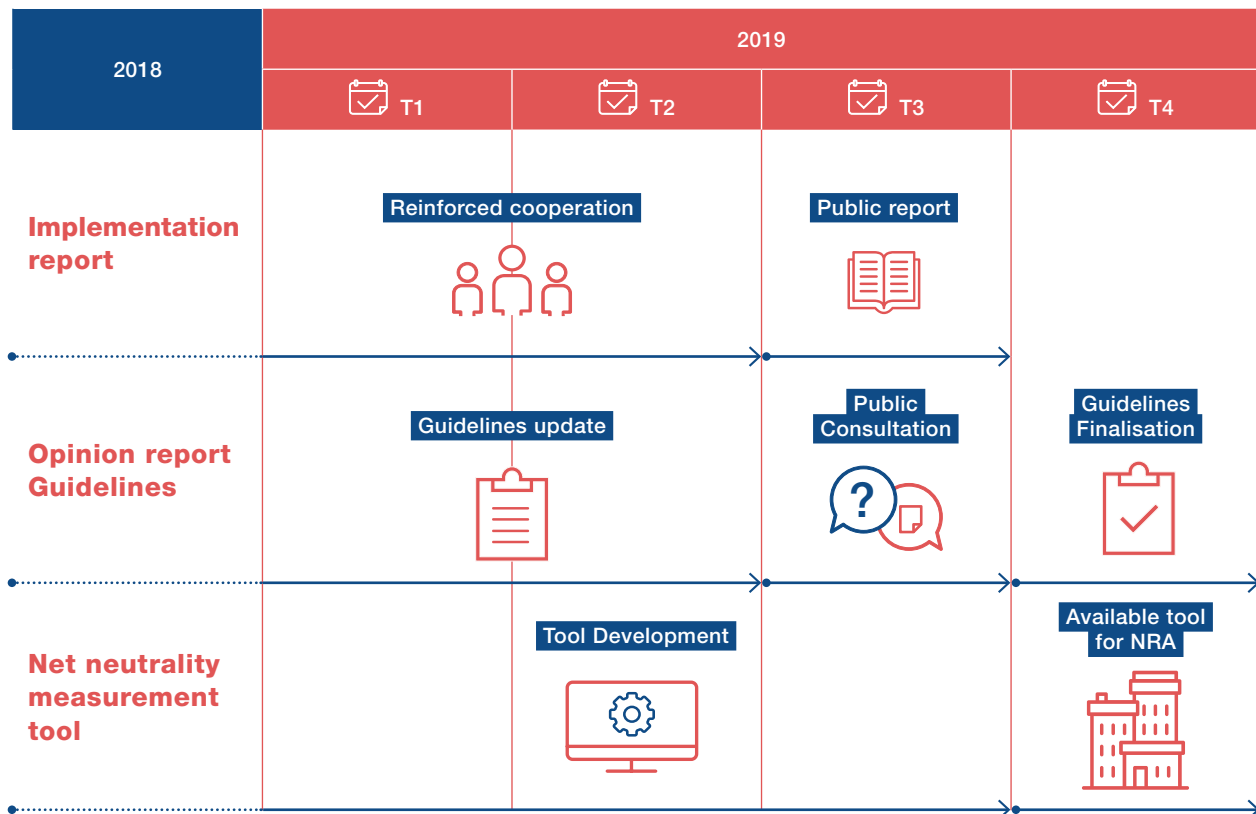 2018
2019
T1
T2
T3
T4
Implementation
report
Reinforced cooperation
Public report
Opinion report
Guidelines
Guidelines update
Public
Consultation
?
Guidelines
Finalisation
Net neutrality
measurement
tool
Tool Development
Available tool
for NRA